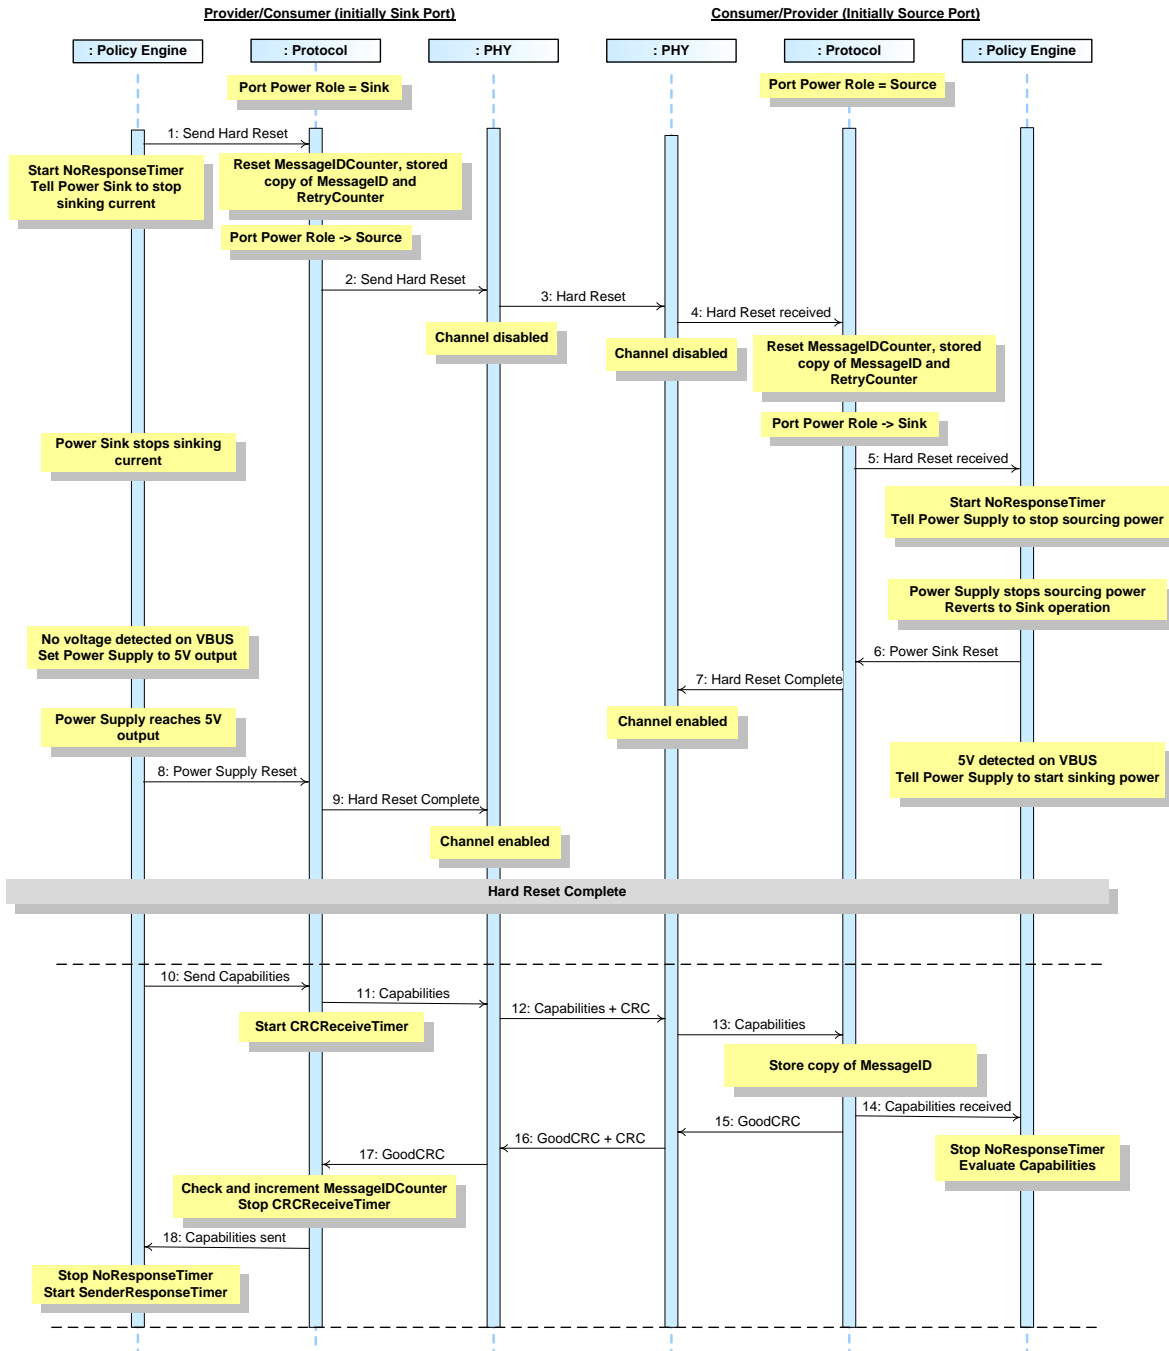 Provider/Consumer (initially Sink Port)
Consumer/Provider (Initially Source Port)
: Policy Engine
: Protocol
: PHY
: PHY
: Protocol
: Policy Engine
Port Power Role = Sink
Port Power Role = Source
1: Send Hard Reset
Start NoResponseTimer
Tell Power Sink to stop
sinking current
Reset MessageIDCounter, stored
copy of MessageID and
RetryCounter
Port Power Role -> Source
2: Send Hard Reset
3: Hard Reset
4: Hard Reset received
Channel disabled
Channel disabled
Reset MessageIDCounter, stored
copy of MessageID and
RetryCounter
Port Power Role -> Sink
Power Sink stops sinking
current
5: Hard Reset received
Start NoResponseTimer
Tell Power Supply to stop sourcing power
Power Supply stops sourcing power
Reverts to Sink operation
No voltage detected on VBUS
Set Power Supply to 5V output
6: Power Sink Reset
7: Hard Reset Complete
Power Supply reaches 5V
output
Channel enabled
5V detected on VBUS
Tell Power Supply to start sinking power
8: Power Supply Reset
9: Hard Reset Complete
Channel enabled
Hard Reset Complete
10: Send Capabilities
11: Capabilities
12: Capabilities + CRC
13: Capabilities
Start CRCReceiveTimer
Store copy of MessageID
14: Capabilities received
15: GoodCRC
16: GoodCRC + CRC
17: GoodCRC
Stop NoResponseTimer
Evaluate Capabilities
Check and increment MessageIDCounter
Stop CRCReceiveTimer
18: Capabilities sent
Stop NoResponseTimer
Start SenderResponseTimer